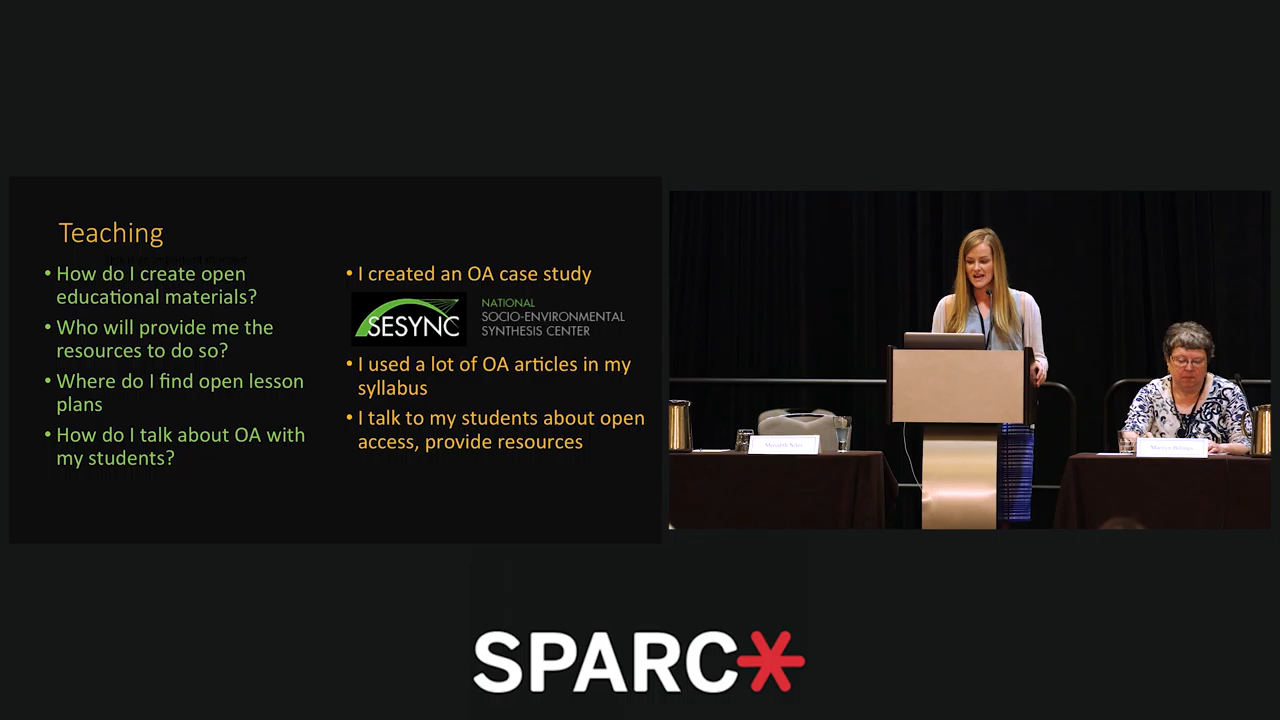 Teaching
• How do I create open
educational materials?
• Who will provide me the
resources to do so?
• Where do I find open lesson
plans
• How do I talk about OA with
my students?
• I created an OA case study
SESYNC
NATIONAL
SOCIO-ENVIRONMENTAL
SYNTHESIS CENTER
• I used a lot of OA articles in my
syllabus
• I talk to my students about open
access, provide resources
SPARC